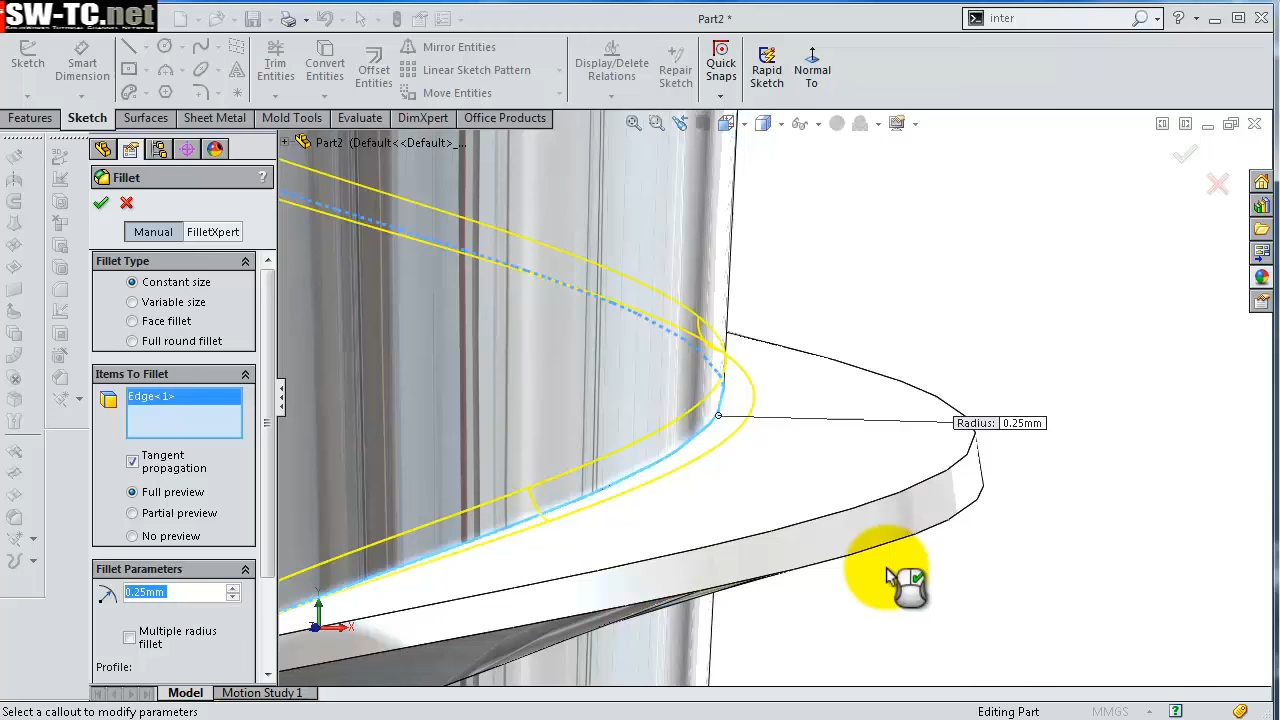 SW-TC.net
SOLIDWORKS TUTORIAL CHANNEL NETWORKS
Part2 *
inter
Sketch
Smart Dimension
Trim Entities
Convert Entities
Offset Entities
Mirror Entities
Linear Sketch Pattern
Move Entities
Display/Delete Relations
Repair Sketch
Quick Snaps
Rapid Sketch
Normal To
Features
Sketch
Surfaces
Sheet Metal
Mold Tools
Evaluate
DimXpert
Office Products
Part2 (Default<<Default>_...
Fillet
?
Manual
FilletXpert
Fillet Type
Constant size
Variable size
Face fillet
Full round fillet
Items To Fillet
Edge<1>
Tangent
propagation
Full preview
Partial preview
No preview
Fillet Parameters
0.25mm
Multiple radius
fillet
Profile:
Radius: 0.25mm
Y
X
Z
Model
Motion Study 1
Select a callout to modify parameters
Editing Part
MMGS